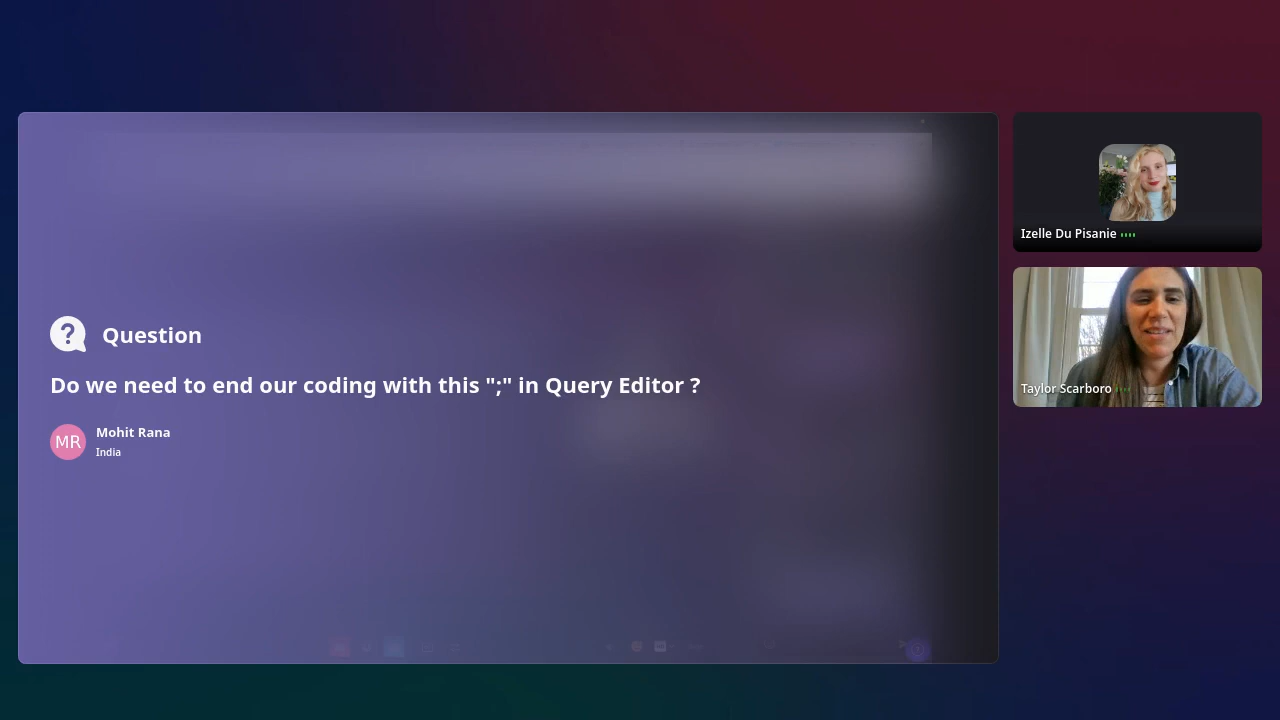 Question
Do we need to end our coding with this ";" in Query Editor ?
MR
Mohit Rana
India
Izelle Du Pisanie
Taylor Scarboro